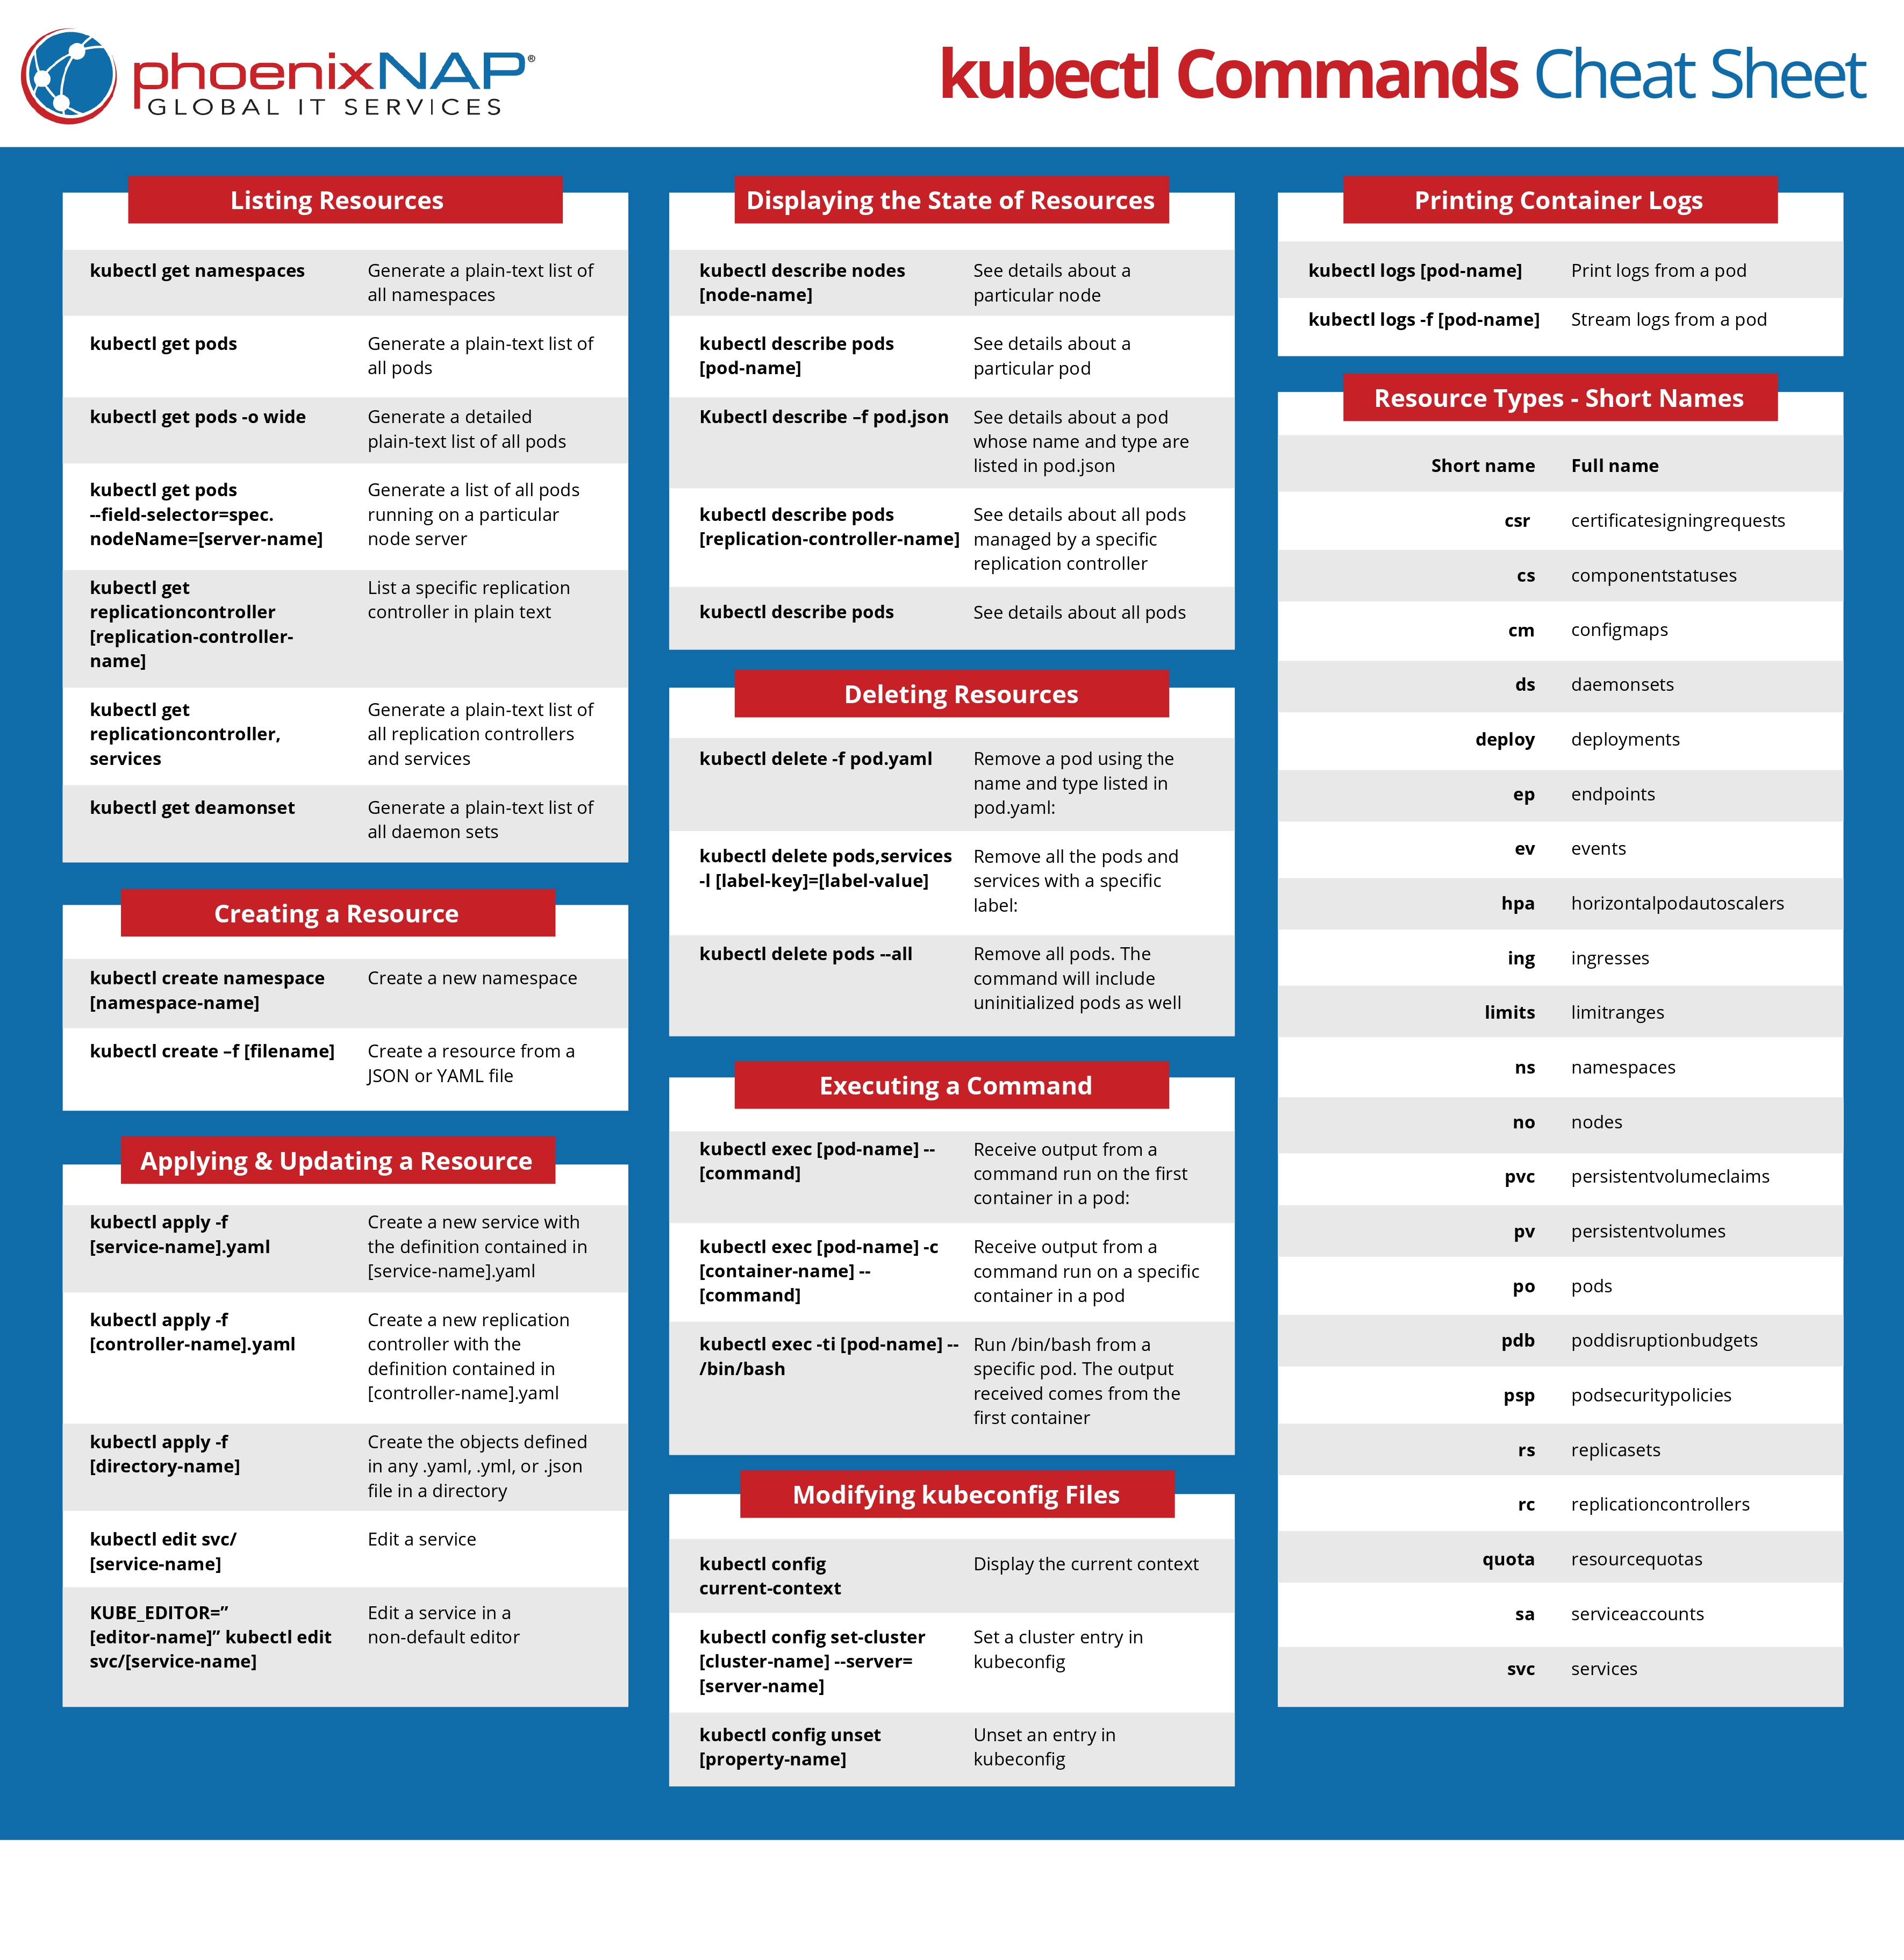 phoenixNAP®
GLOBAL IT SERVICES
kubectl Commands Cheat Sheet
Listing Resources
kubectl get namespaces
Generate a plain-text list of
all namespaces
kubectl get pods
Generate a plain-text list of
all pods
kubectl get pods -o wide
Generate a detailed
plain-text list of all pods
kubectl get pods
--field-selector=spec.
nodeName=[server-name]
Generate a list of all pods
running on a particular
node server
kubectl get
replicationcontroller
[replication-controller-
name]
List a specific replication
controller in plain text
kubectl get
replicationcontroller,
services
Generate a plain-text list of
all replication controllers
and services
kubectl get deamonset
Generate a plain-text list of
all daemon sets
Creating a Resource
kubectl create namespace
[namespace-name]
Create a new namespace
kubectl create –f [filename]
Create a resource from a
JSON or YAML file
Applying & Updating a Resource
kubectl apply -f
[service-name].yaml
Create a new service with
the definition contained in
[service-name].yaml
kubectl apply -f
[controller-name].yaml
Create a new replication
controller with the
definition contained in
[controller-name].yaml
kubectl apply -f
[directory-name]
Create the objects defined
in any .yaml, .yml, or .json
file in a directory
kubectl edit svc/
[service-name]
Edit a service
KUBE_EDITOR=”
[editor-name]” kubectl edit
svc/[service-name]
Edit a service in a
non-default editor
Displaying the State of Resources
kubectl describe nodes
[node-name]
See details about a
particular node
kubectl describe pods
[pod-name]
See details about a
particular pod
Kubectl describe –f pod.json
See details about a pod
whose name and type are
listed in pod.json
kubectl describe pods
[replication-controller-name]
See details about all pods
managed by a specific
replication controller
kubectl describe pods
See details about all pods
Deleting Resources
kubectl delete -f pod.yaml
Remove a pod using the
name and type listed in
pod.yaml:
kubectl delete pods,services
-l [label-key]=[label-value]
Remove all the pods and
services with a specific
label:
kubectl delete pods --all
Remove all pods. The
command will include
uninitialized pods as well
Executing a Command
kubectl exec [pod-name] --
[command]
Receive output from a
command run on the first
container in a pod:
kubectl exec [pod-name] -c
[container-name] --
[command]
Receive output from a
command run on a specific
container in a pod
kubectl exec -ti [pod-name] --
/bin/bash
Run /bin/bash from a
specific pod. The output
received comes from the
first container
Modifying kubeconfig Files
kubectl config
current-context
Display the current context
kubectl config set-cluster
[cluster-name] --server=
[server-name]
Set a cluster entry in
kubeconfig
kubectl config unset
[property-name]
Unset an entry in
kubeconfig
Printing Container Logs
kubectl logs [pod-name]
Print logs from a pod
kubectl logs -f [pod-name]
Stream logs from a pod
Resource Types - Short Names
Short name Full name
csr certificatesigningrequests
cs componentstatuses
cm configmaps
ds daemonsets
deploy deployments
ep endpoints
ev events
hpa horizontalpodautoscalers
ing ingresses
limits limitranges
ns namespaces
no nodes
pvc persistentvolumeclaims
pv persistentvolumes
po pods
pdb poddisruptionbudgets
psp podsecuritypolicies
rs replicasets
rc replicationcontrollers
quota resourcequotas
sa serviceaccounts
svc services